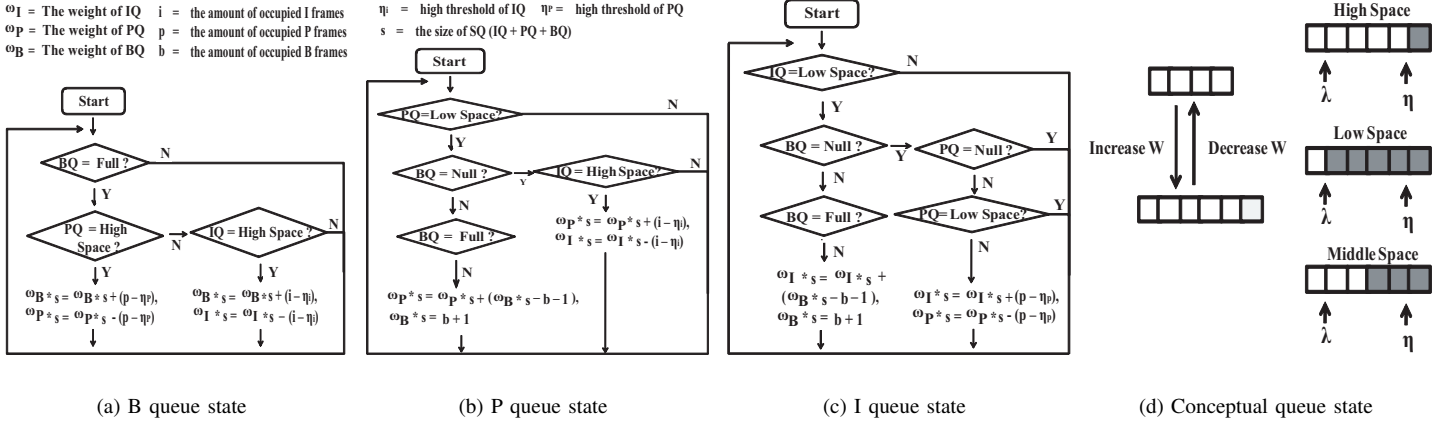 ωI = The weight of IQ i = the amount of occupied I frames
ωP = The weight of PQ p = the amount of occupied P frames
ωB = The weight of BQ b = the amount of occupied B frames
ηi = high threshold of IQ ηP = high threshold of PQ
s = the size of SQ (IQ + PQ + BQ)
Start
BQ = Full ?
N
Y
PQ = High
Space ?
N
IQ = High Space ?
N
Y
Y
ωB * s = ωB * s + (p − ηP),
ωP * s = ωP * s - (p − ηP)
ωB * s = ωB * s + (i − ηi),
ωI * s = ωI * s − (i − ηi)
(a) B queue state
Start
PQ=Low Space?
N
Y
BQ = Null ?
Y
IQ = High Space?
N
N
Y
BQ = Full ?
ωP * s = ωP * s + (i − ηi),
ωI * s = ωI * s - (i − ηi)
N
ωP * s = ωP * s + (ωB * s − b − 1),
ωB * s = b + 1
(b) P queue state
Start
IQ =Low Space?
N
Y
BQ = Null ?
Y
PQ = Null ?
Y
N
N
BQ = Full ?
PQ=Low Space?
Y
N
N
ωI * s = ωI * s +
(ωB * s − b − 1),
ωB * s = b + 1
ωI * s = ωI * s + (p − ηp),
ωP * s = ωP * s - (p − ηp)
(c) I queue state
Increase W
Decrease W
High Space
λ η
Low Space
λ η
Middle Space
λ η
(d) Conceptual queue state